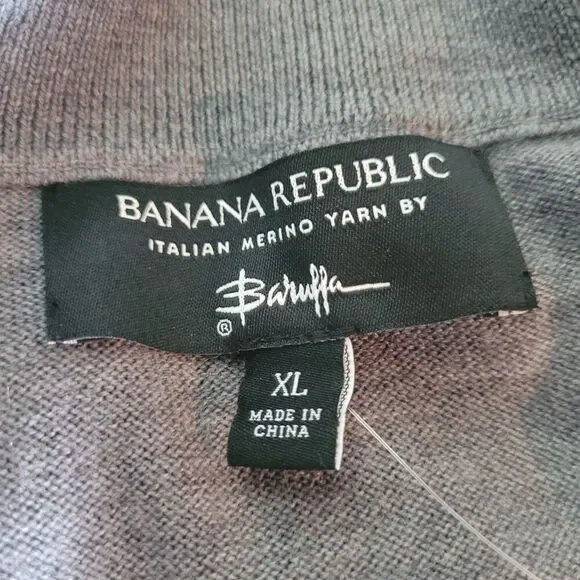 BANANA REPUBLIC
ITALIAN MERINO YARN BY
Baruffa
®
XL
MADE IN
CHINA